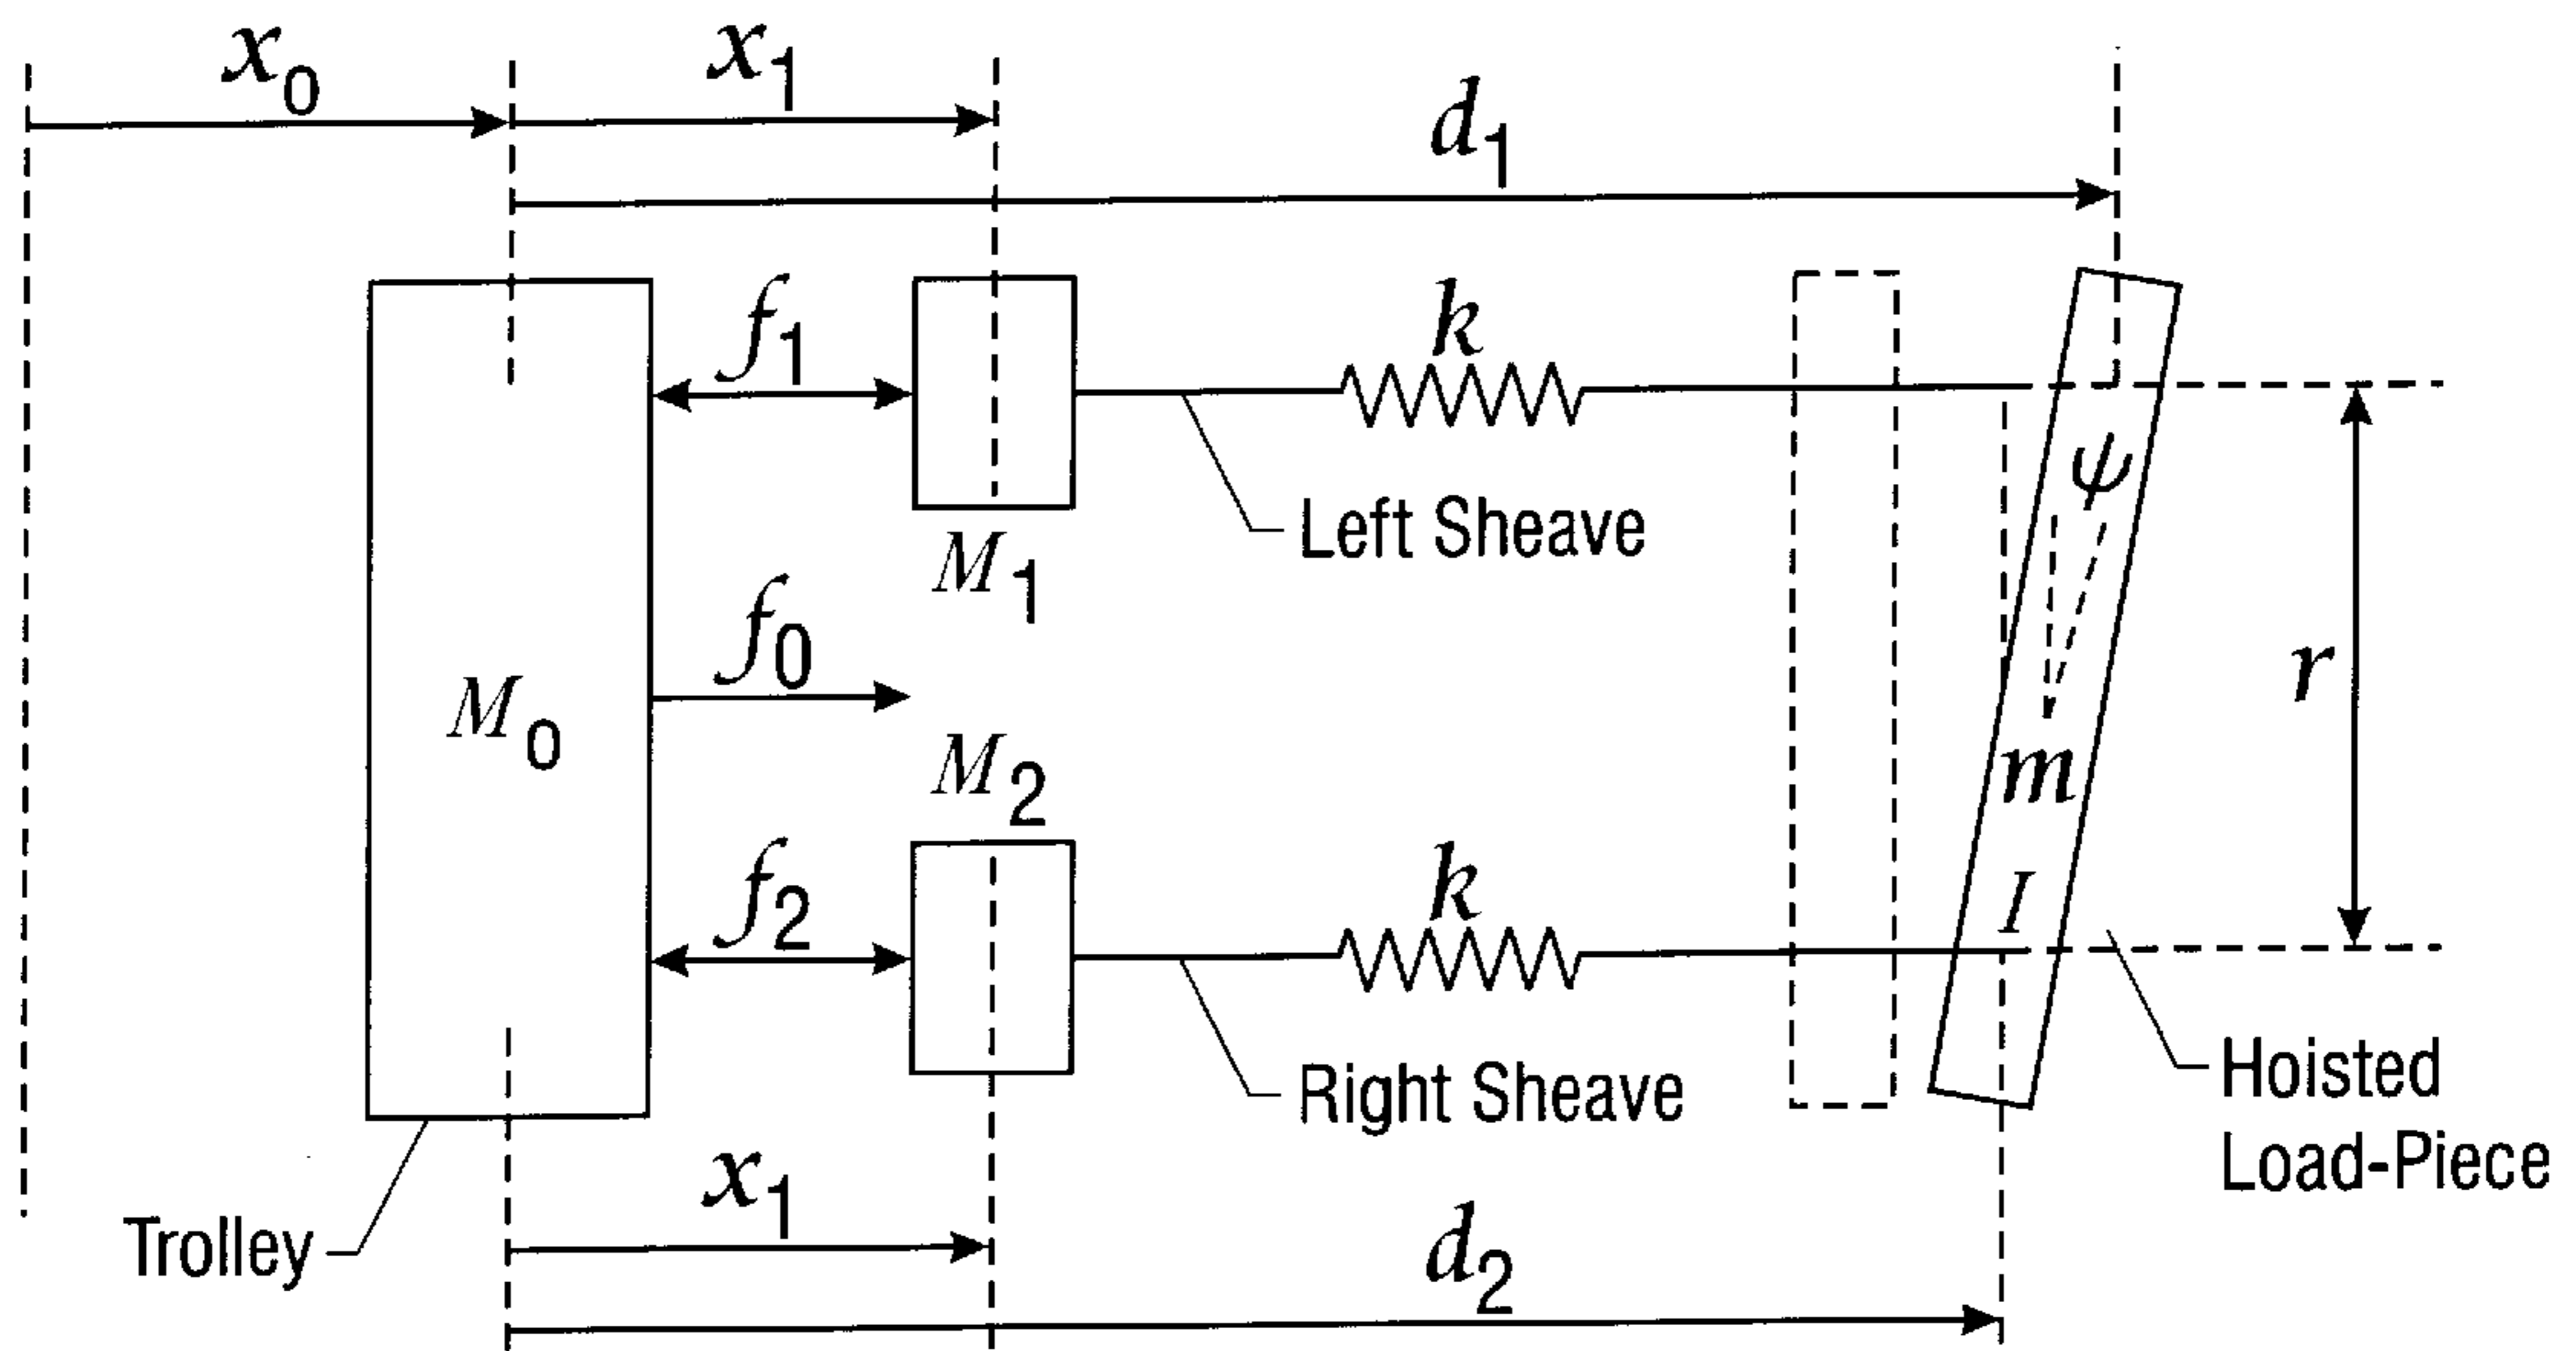 x0
x1
d1
f1
k
M1
Left Sheave
ψ
f0
M0
r
M2
m
f2
k
I
Right Sheave
Hoisted
Load-Piece
x1
Trolley
d2